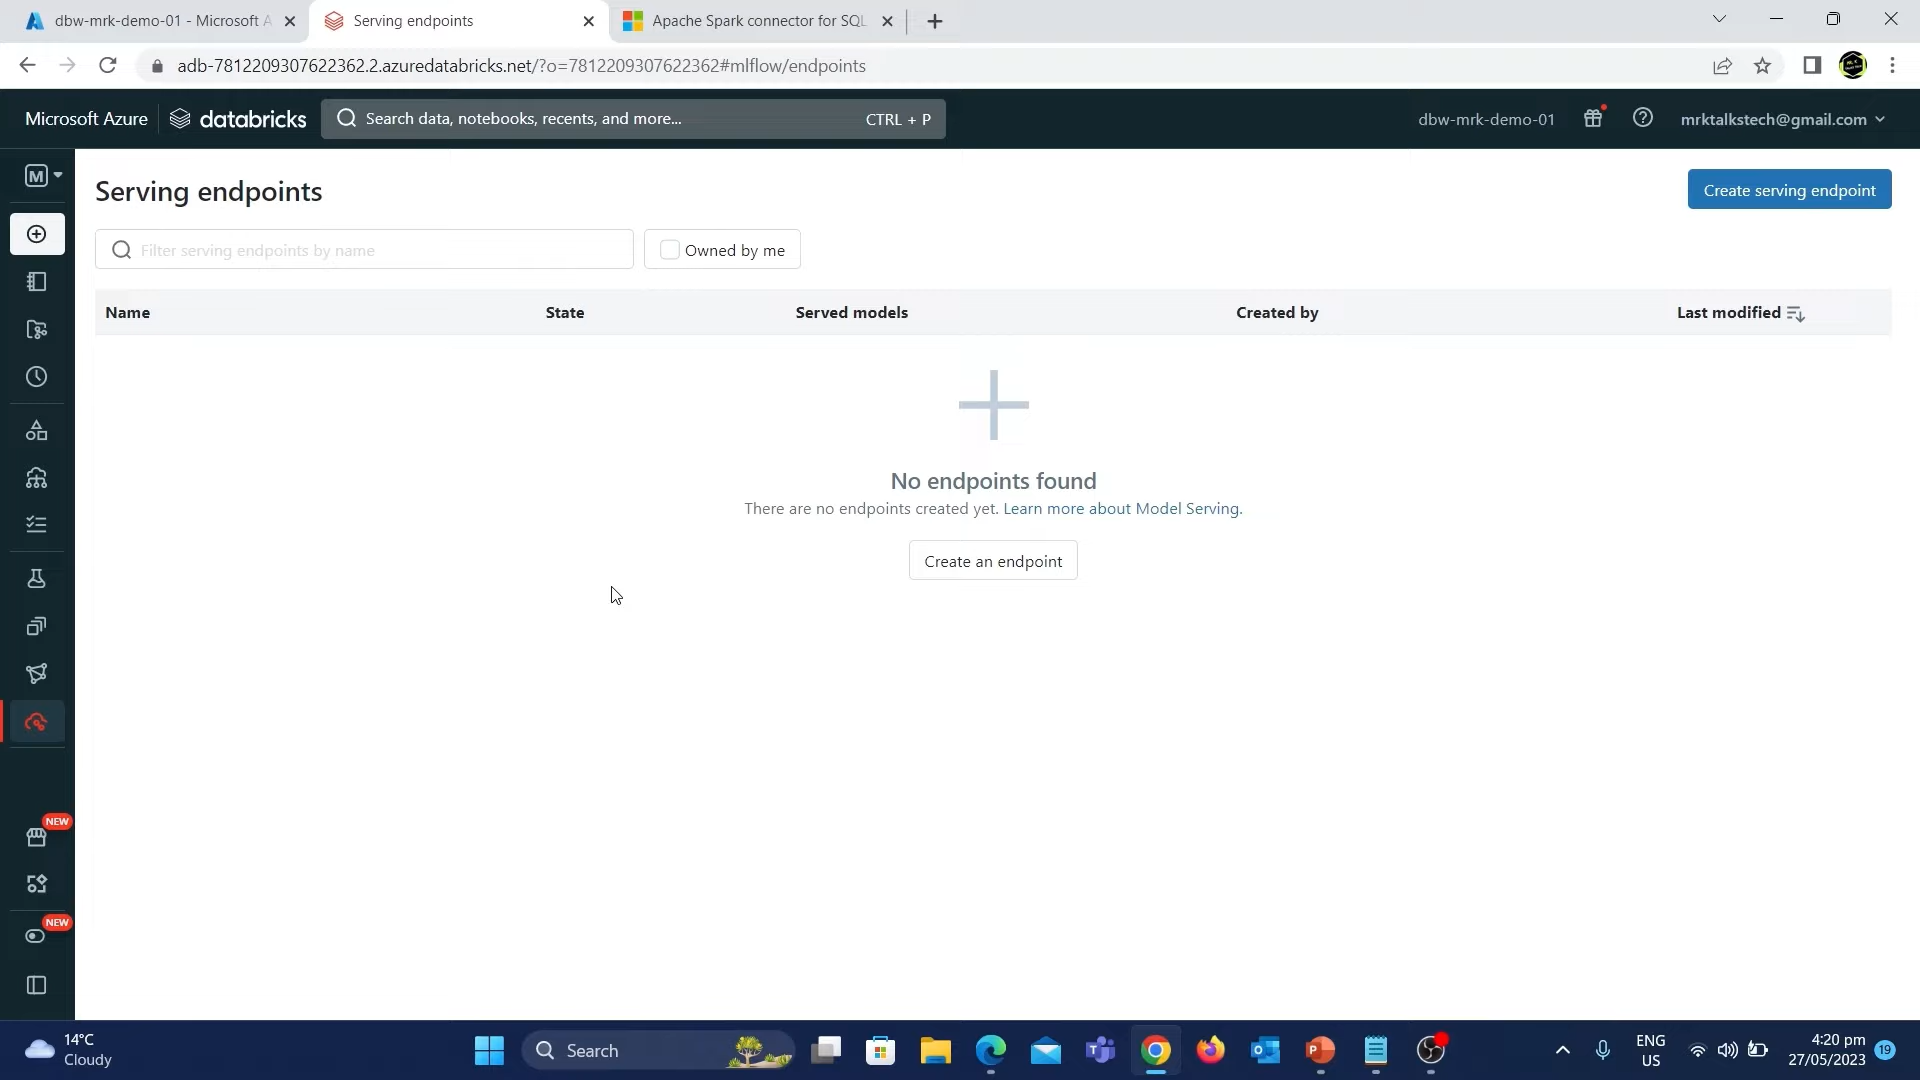 dbw-mrk-demo-01 - Microsoft A
Serving endpoints
Apache Spark connector for SQL
adb-7812209307622362.2.azuredatabricks.net/?o=7812209307622362#mlflow/endpoints
Microsoft Azure
databricks
Search data, notebooks, recents, and more...
CTRL + P
dbw-mrk-demo-01
mrktalkstech@gmail.com
M
Serving endpoints
Create serving endpoint
Filter serving endpoints by name
Owned by me
Name
State
Served models
Created by
Last modified
No endpoints found
There are no endpoints created yet. Learn more about Model Serving.
Create an endpoint
NEW
NEW
14°C
Cloudy
Search
ENG
US
4:20 pm
27/05/2023
19